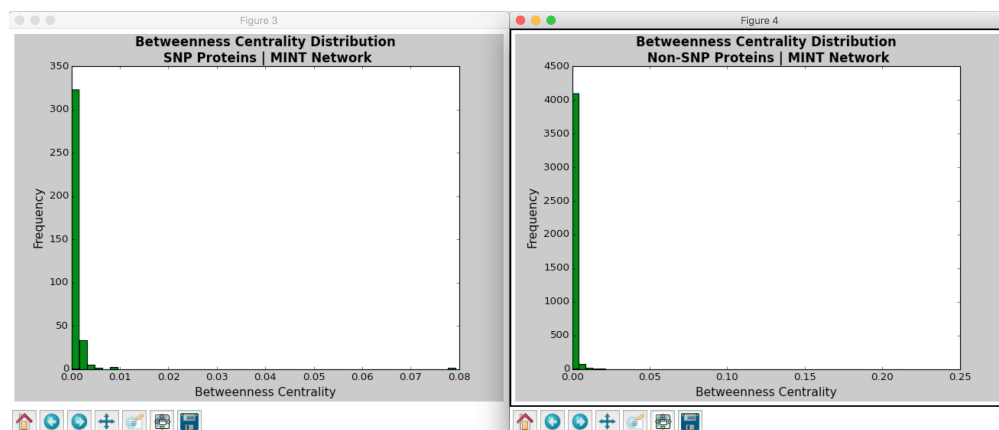 Figure 3
Betweenness Centrality Distribution
SNP Proteins | MINT Network
350
300
250
200
150
100
50
0
Frequency
0.00 0.01 0.02 0.03 0.04 0.05 0.06 0.07 0.08
Betweenness Centrality
Figure 4
Betweenness Centrality Distribution
Non-SNP Proteins | MINT Network
4500
4000
3500
3000
2500
2000
1500
1000
500
0
Frequency
0.00 0.05 0.10 0.15 0.20 0.25
Betweenness Centrality